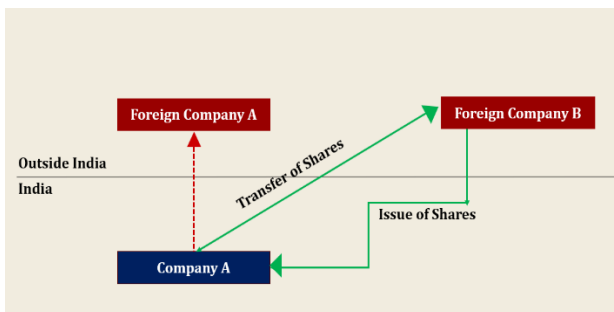 Foreign Company A
Foreign Company B
Transfer of Shares
Outside India
India
Issue of Shares
Company A